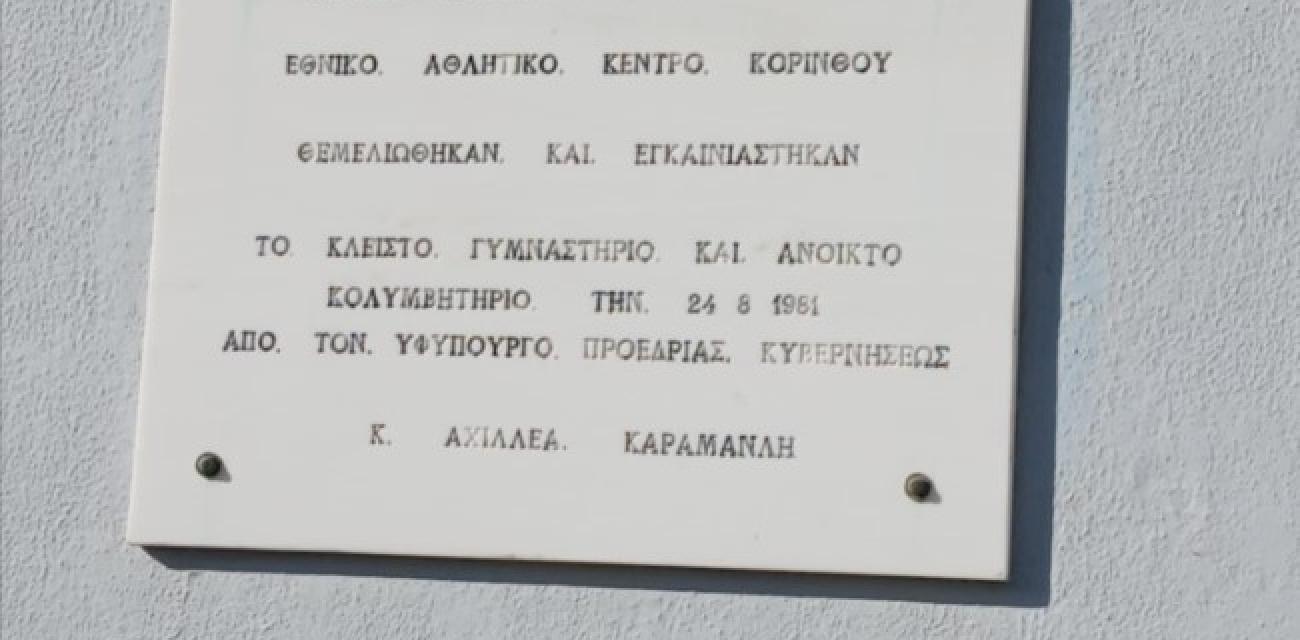 ΕΘΝΙΚΟ. ΑΘΛΗΤΙΚΟ. ΚΕΝΤΡΟ. ΚΟΡΙΝΘΟΥ
ΘΕΜΕΛΙΩΘΗΚΑΝ. ΚΑΙ. ΕΓΚΑΙΝΙΑΣΤΗΚΑΝ
ΤΟ ΚΛΕΙΣΤΟ. ΓΥΜΝΑΣΤΗΡΙΟ. ΚΑΙ. ΑΝΟΙΚΤΟ
ΚΟΛΥΜΒΗΤΗΡΙΟ. ΤΗΝ. 24 8 1981
ΑΠΟ. ΤΟΝ. ΥΦΥΠΟΥΡΓΟ. ΠΡΟΕΔΡΙΑΣ. ΚΥΒΕΡΝΗΣΕΩΣ
Κ. ΑΧΙΛΛΕΑ. ΚΑΡΑΜΑΝΛΗ